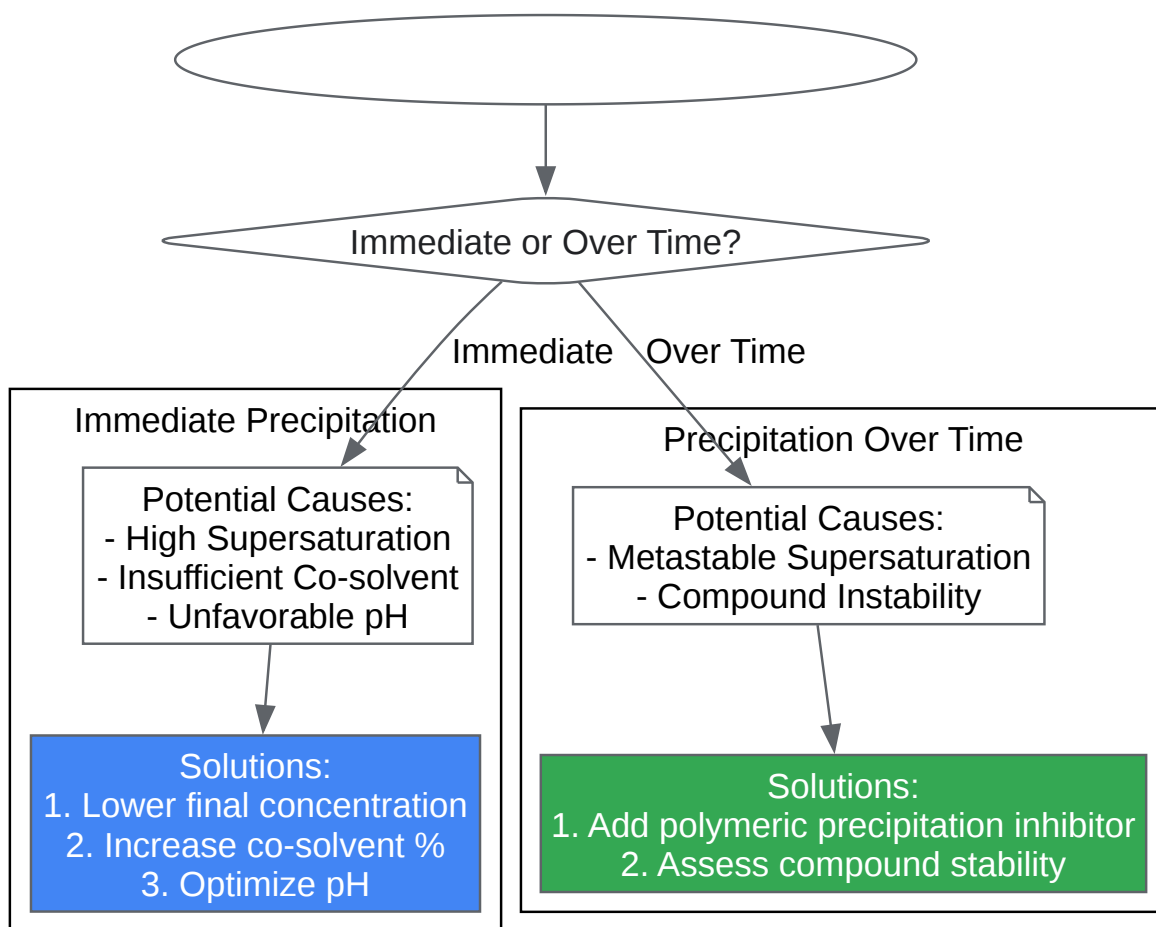 Immediate or Over Time?
Immediate
Over Time
Immediate Precipitation
Potential Causes:
- High Supersaturation
- Insufficient Co-solvent
- Unfavorable pH
Solutions:
1. Lower final concentration
2. Increase co-solvent %
3. Optimize pH
Precipitation Over Time
Potential Causes:
- Metastable Supersaturation
- Compound Instability
Solutions:
1. Add polymeric precipitation inhibitor
2. Assess compound stability